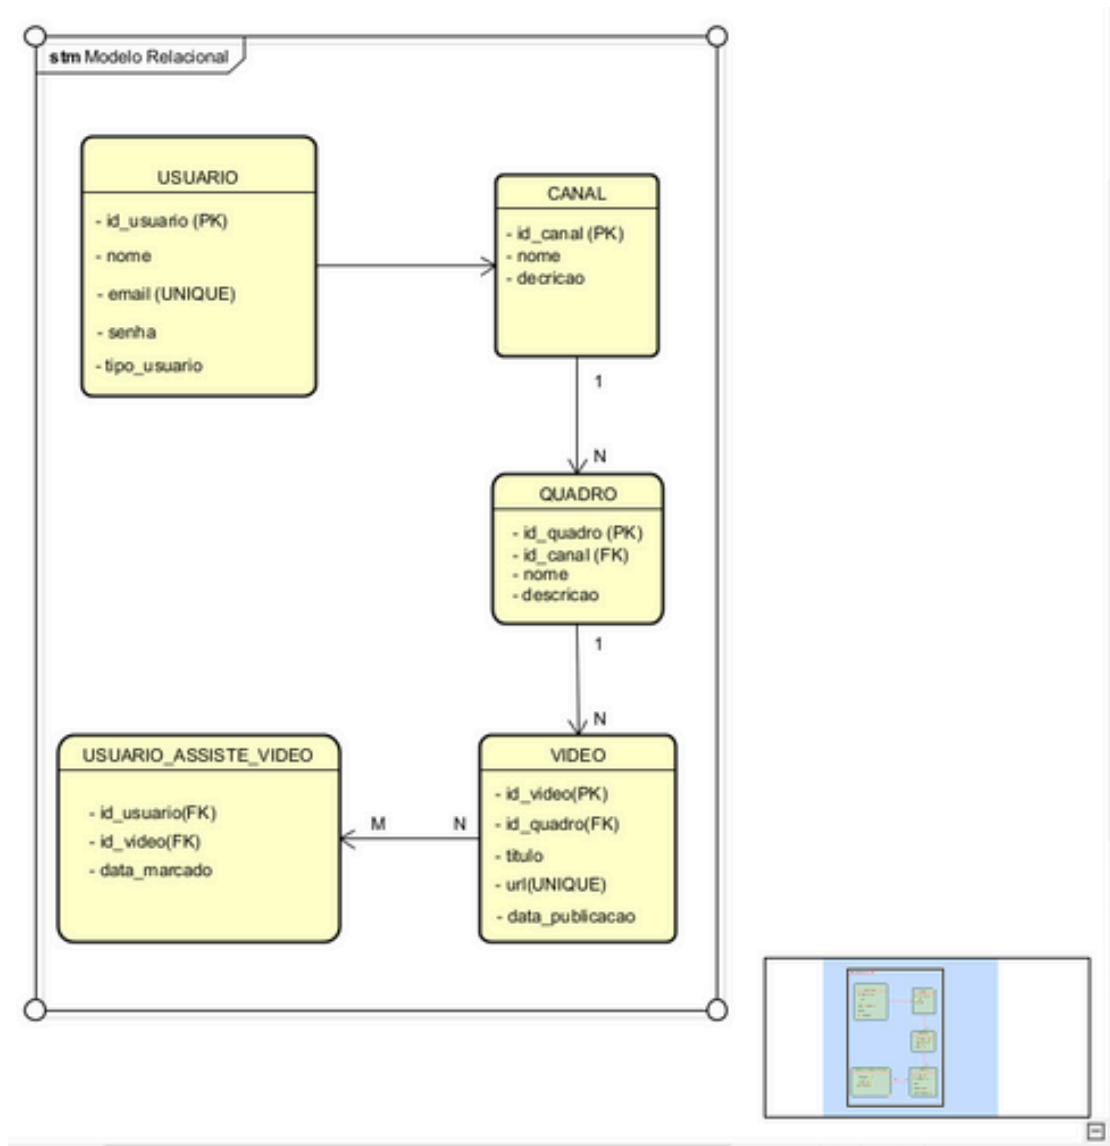 stm Modelo Relacional
USUARIO
- id_usuario (PK)
- nome
- email (UNIQUE)
- senha
- tipo_usuario
CANAL
- id_canal (PK)
- nome
- decricao
1
N
QUADRO
- id_quadro (PK)
- id_canal (FK)
- nome
- descricao
1
N
USUARIO_ASSISTE_VIDEO
- id_usuario(FK)
- id_video(FK)
- data_marcado
M
N
VIDEO
- id_video(PK)
- id_quadro(FK)
- titulo
- url(UNIQUE)
- data_publicacao